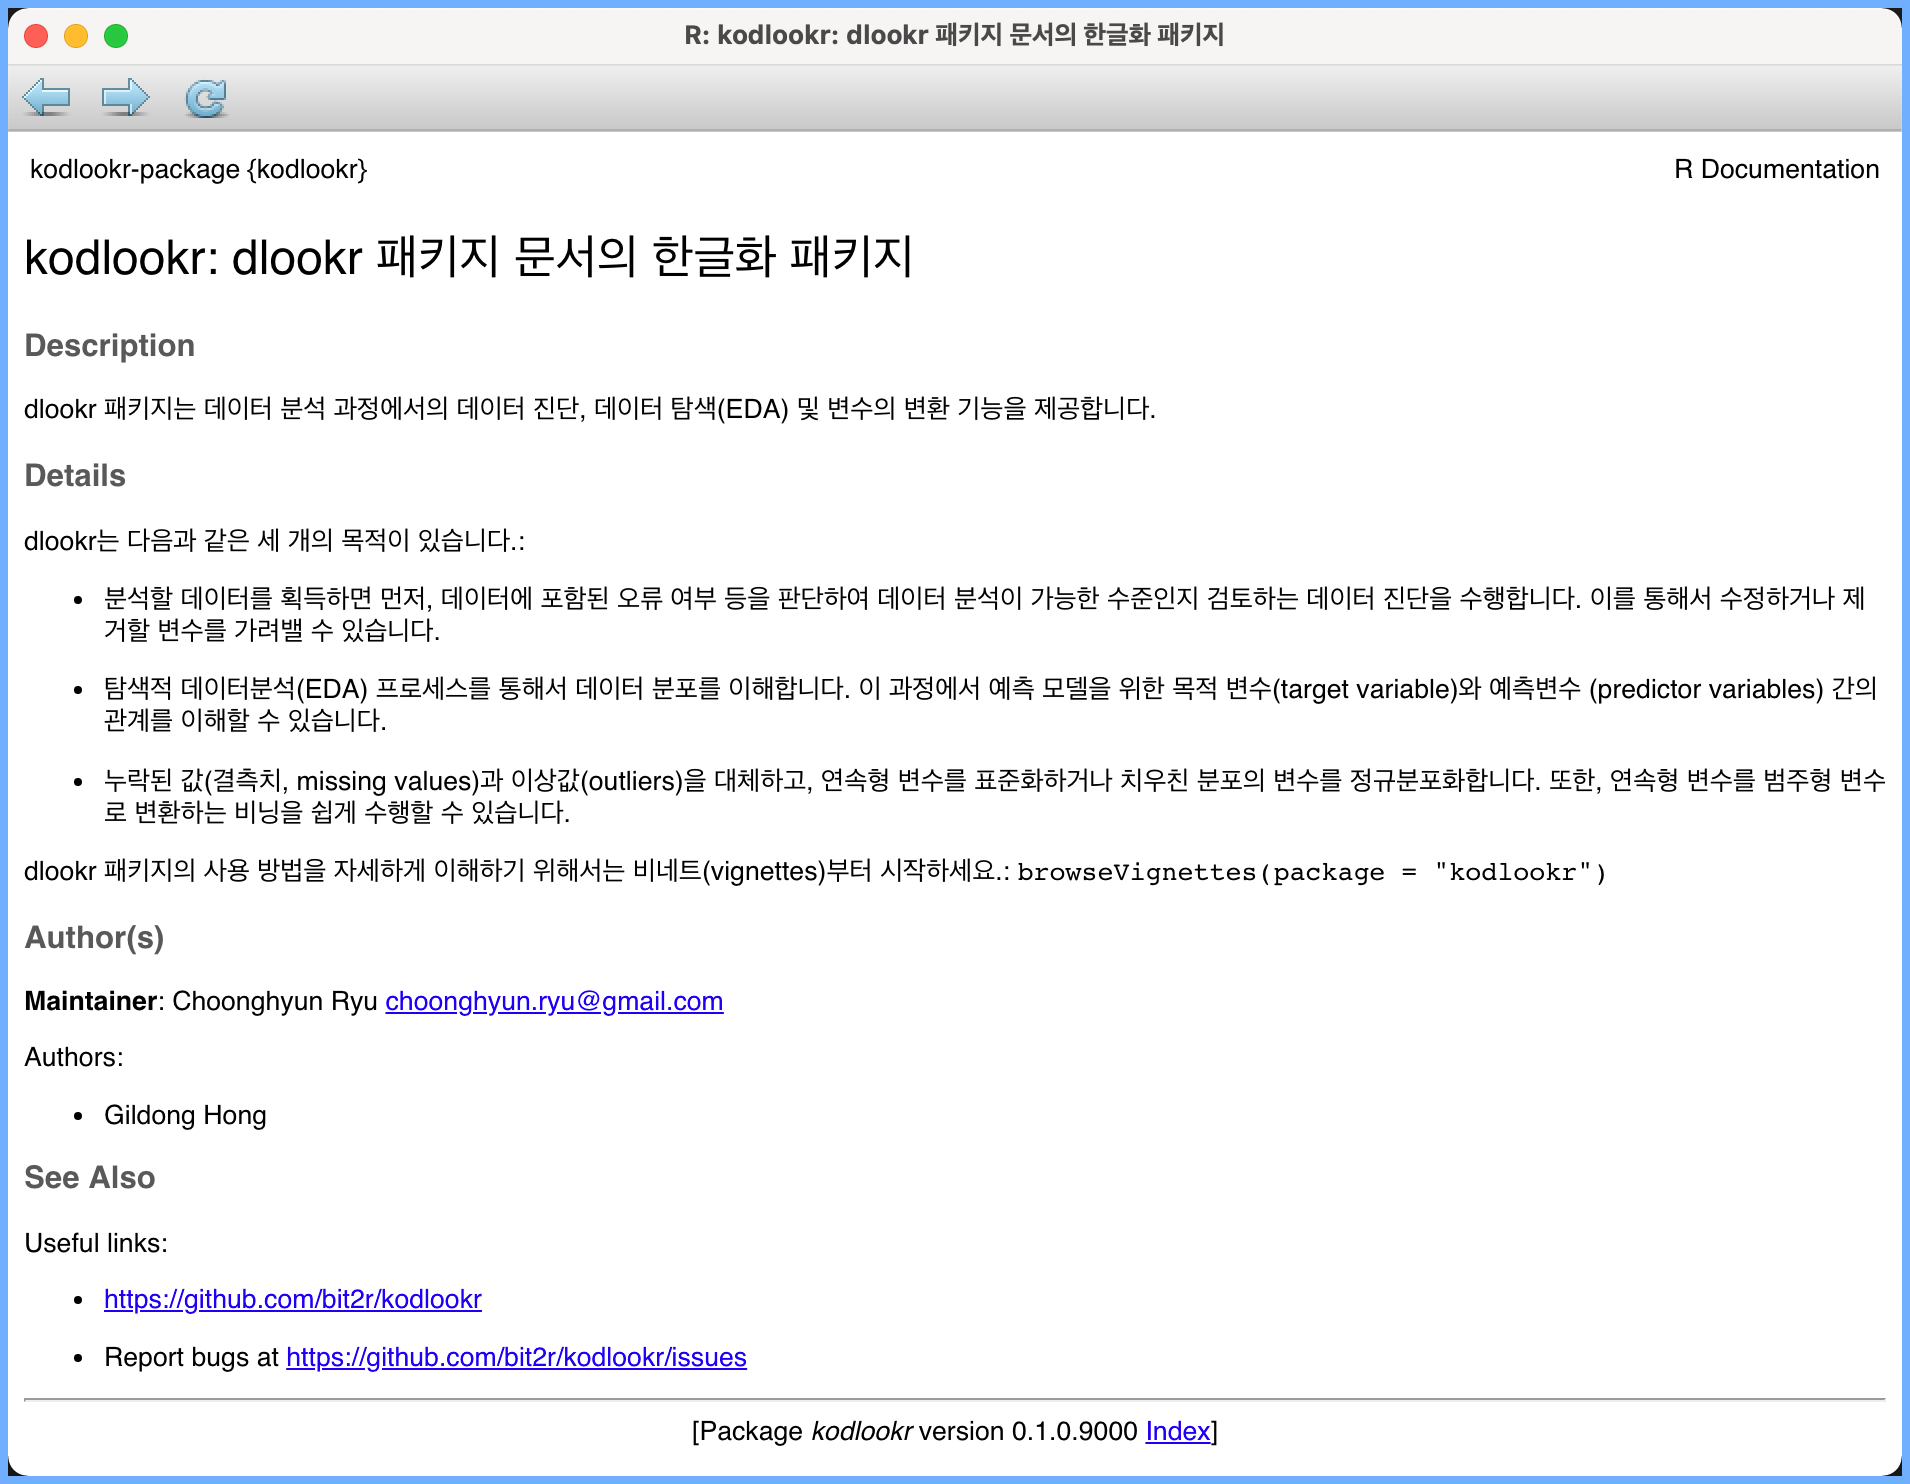 R: kodlookr: dlookr 패키지 문서의 한글화 패키지
kodlookr-package {kodlookr}
R Documentation
kodlookr: dlookr 패키지 문서의 한글화 패키지
Description
dlookr 패키지는 데이터 분석 과정에서의 데이터 진단, 데이터 탐색(EDA) 및 변수의 변환 기능을 제공합니다.
Details
dlookr는 다음과 같은 세 개의 목적이 있습니다.:
• 분석할 데이터를 획득하면 먼저, 데이터에 포함된 오류 여부 등을 판단하여 데이터 분석이 가능한 수준인지 검토하는 데이터 진단을 수행합니다. 이를 통해서 수정하거나 제
거할 변수를 가려밸 수 있습니다.
• 탐색적 데이터분석(EDA) 프로세스를 통해서 데이터 분포를 이해합니다. 이 과정에서 예측 모델을 위한 목적 변수(target variable)와 예측변수 (predictor variables) 간의
관계를 이해할 수 있습니다.
• 누락된 값(결측치, missing values)과 이상값(outliers)을 대체하고, 연속형 변수를 표준화하거나 치우친 분포의 변수를 정규분포화합니다. 또한, 연속형 변수를 범주형 변수
로 변환하는 비닝을 쉽게 수행할 수 있습니다.
dlookr 패키지의 사용 방법을 자세하게 이해하기 위해서는 비네트(vignettes)부터 시작하세요.: browseVignettes(package = "kodlookr")
Author(s)
Maintainer: Choonghyun Ryu choonghyun.ryu@gmail.com
Authors:
• Gildong Hong
See Also
Useful links:
• https://github.com/bit2r/kodlookr
• Report bugs at https://github.com/bit2r/kodlookr/issues
[Package kodlookr version 0.1.0.9000 Index]